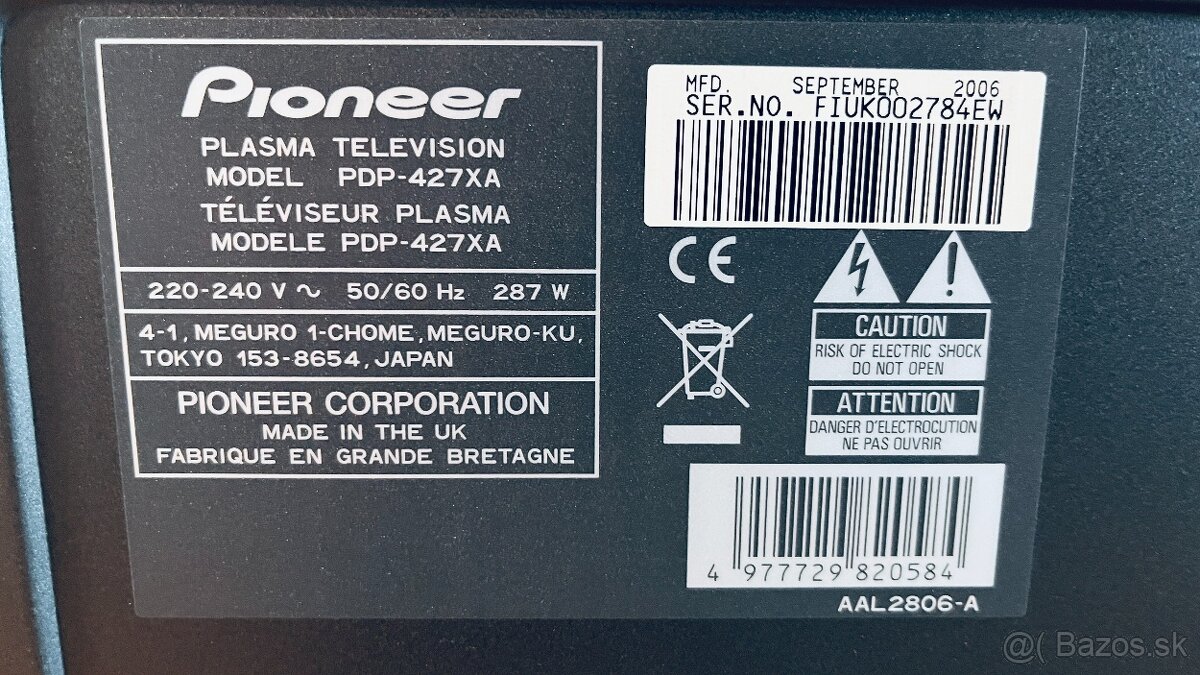 Pioneer
PLASMA TELEVISION
MODEL PDP-427XA
TÉLÉVISEUR PLASMA
MODELE PDP-427XA
220-240 V ∿ 50/60 Hz 287 W
4-1, MEGURO 1-CHOME, MEGURO-KU,
TOKYO 153-8654, JAPAN
PIONEER CORPORATION
MADE IN THE UK
FABRIQUE EN GRANDE BRETAGNE
MFD. SEPTEMBER 2006
SER.NO. FIUK002784EW
CE
CAUTION
RISK OF ELECTRIC SHOCK
DO NOT OPEN
ATTENTION
DANGER D'ELECTROCUTION
NE PAS OUVRIR
4 977729 820584
AAL2806-A
@( Bazos.sk